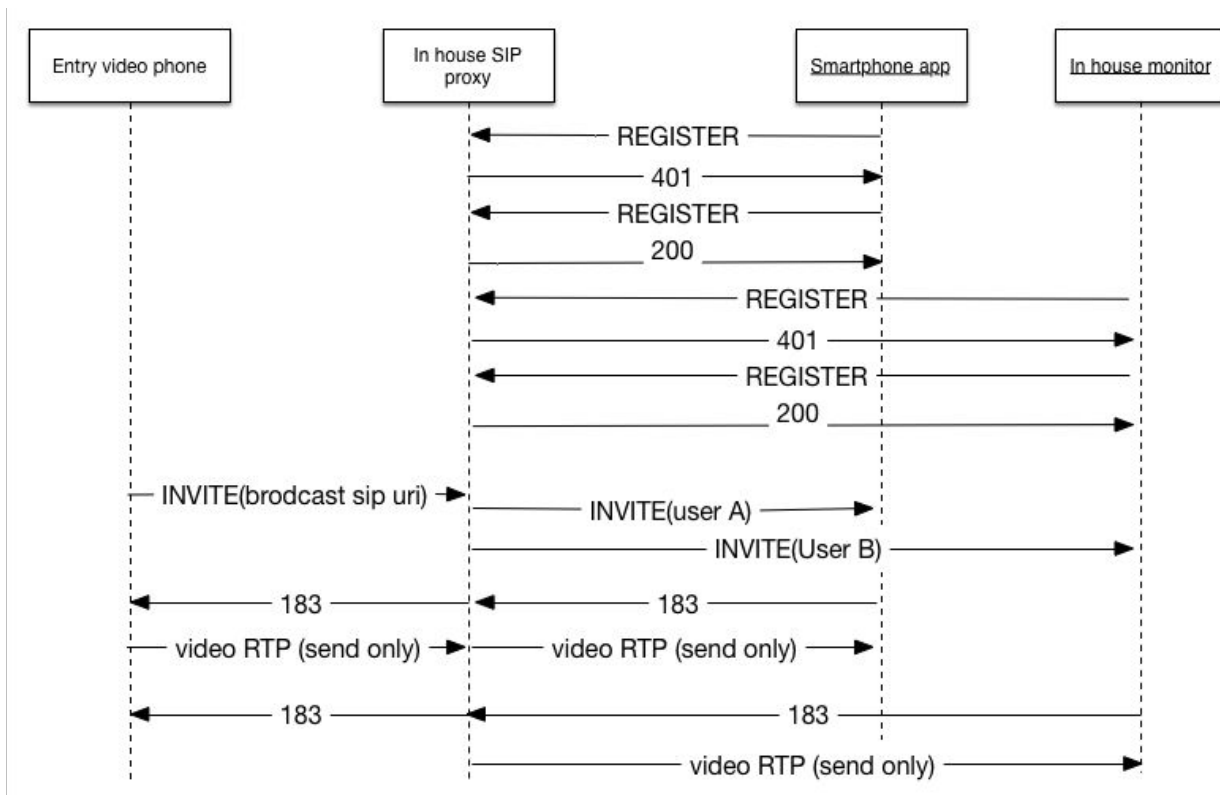 Entry video phone
In house SIP
proxy
Smartphone app
In house monitor
REGISTER
401
REGISTER
200
REGISTER
401
REGISTER
200
INVITE(brodcast sip uri)
INVITE(user A)
INVITE(User B)
183
183
video RTP (send only)
video RTP (send only)
183
183
video RTP (send only)